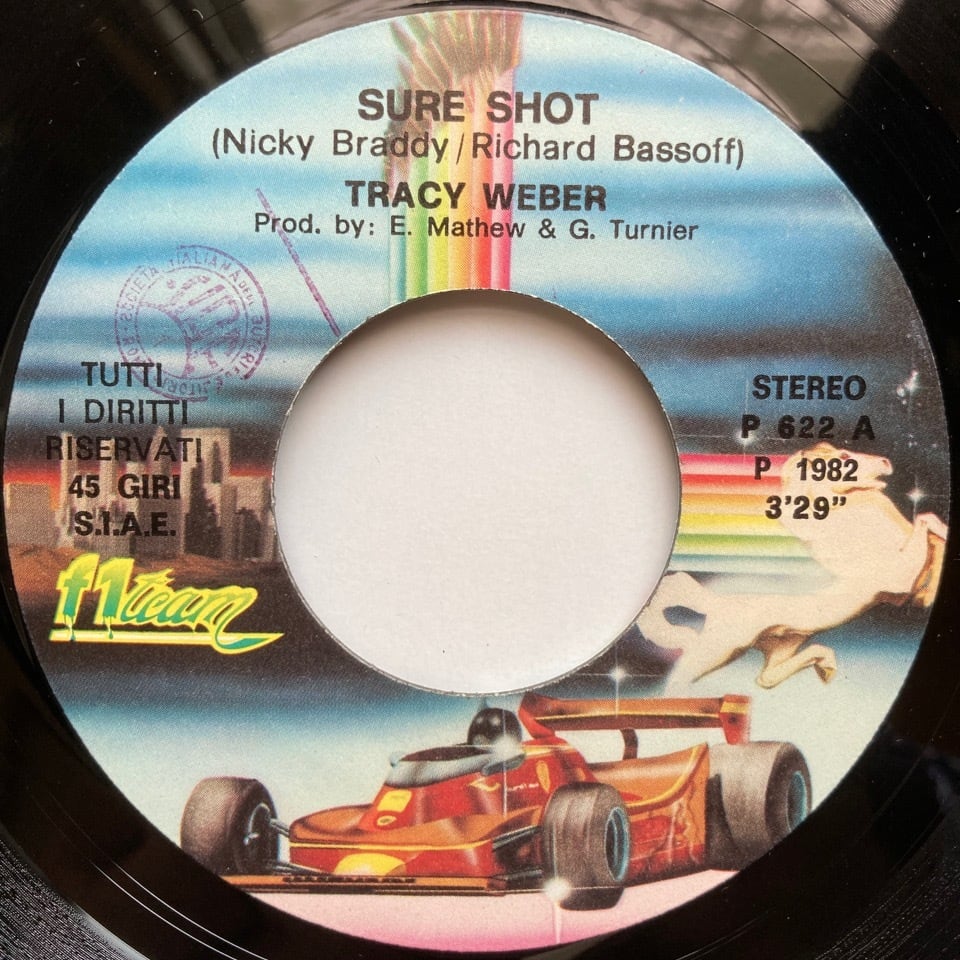 SURE SHOT
(Nicky Braddy / Richard Bassoff)
TRACY WEBER
Prod. by: E. Mathew & G. Turnier
TUTTI
I DIRITTI
RISERVATI
45 GIRI
S.I.A.E.
STEREO
P 622 A
P 1982
3'29"
f1team